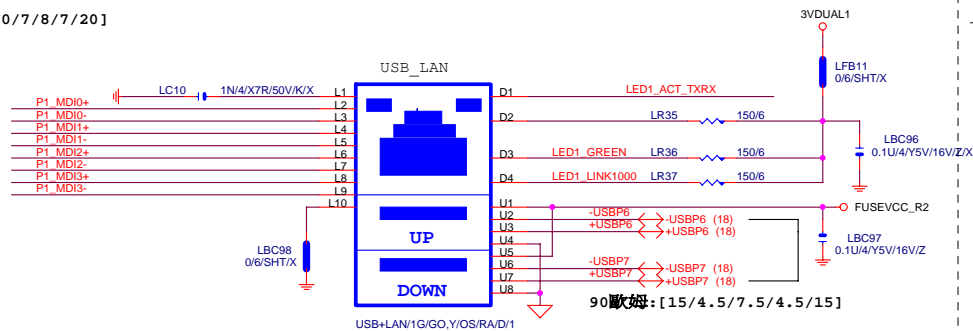 0/7/8/7/20]
3VDUAL1
USB_LAN
LFB11
0/6/SHT/X
LC10
1N/4/X7R/50V/K/X
L1
D1
LED1_ACT_TXRX
P1_MDI0+
L2
P1_MDI0-
L3
D2
LR35
150/6
P1_MDI1+
L4
P1_MDI1-
L5
LBC96
0.1U/4/Y5V/16V/Z/X
P1_MDI2+
L6
D3
LED1_GREEN
LR36
150/6
P1_MDI2-
L7
P1_MDI3+
L8
D4
LED1_LINK1000
LR37
150/6
P1_MDI3-
L9
L10
U1
FUSEVCC_R2
U2
-USBP6
-USBP6 (18)
U3
+USBP6
+USBP6 (18)
UP
U4
LBC97
0.1U/4/Y5V/16V/Z
LBC98
0/6/SHT/X
U5
U6
-USBP7
-USBP7 (18)
U7
+USBP7
+USBP7 (18)
DOWN
U8
90歐姆:[15/4.5/7.5/4.5/15]
USB+LAN/1G/GO,Y/OS/RA/D/1